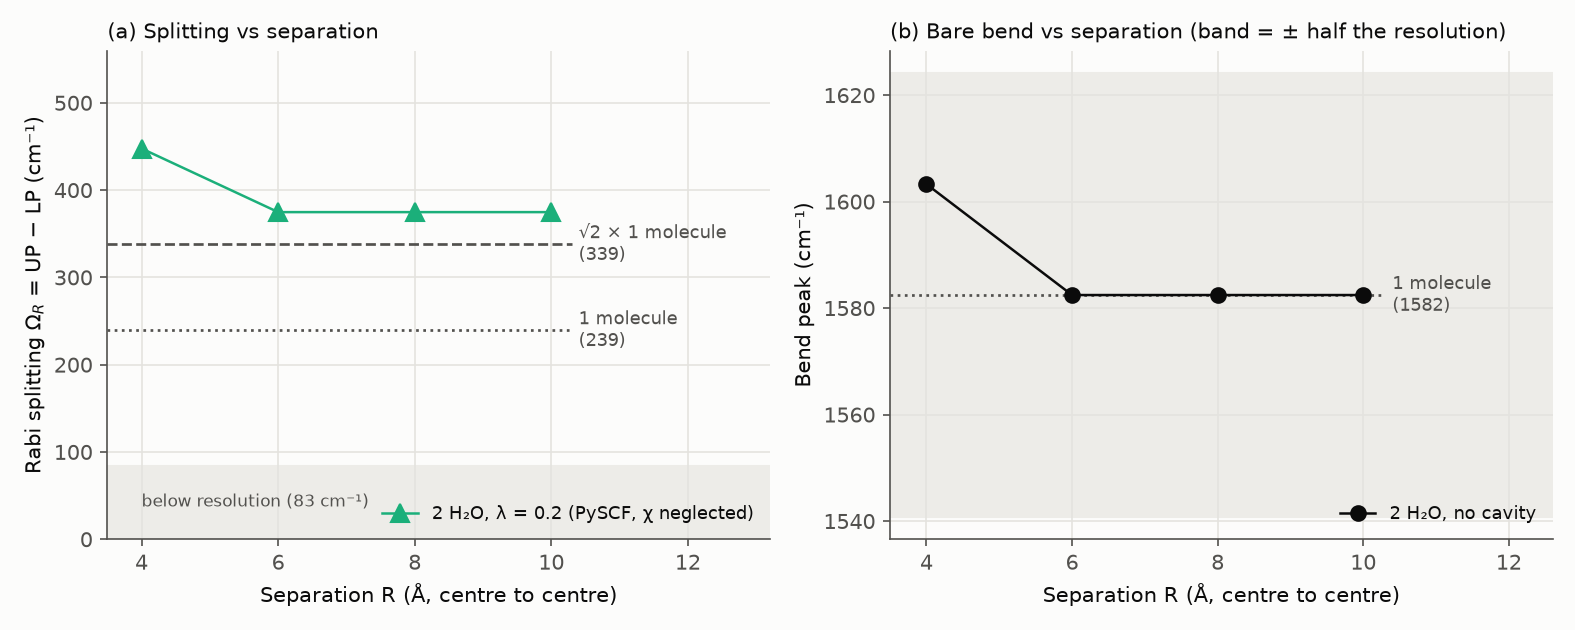 (a) Splitting vs separation
Rabi splitting Ω_R = UP − LP (cm⁻¹)
500
400
300
200
100
0
√2 × 1 molecule
(339)
1 molecule
(239)
below resolution (83 cm⁻¹)
2 H₂O, λ = 0.2 (PySCF, χ neglected)
4 6 8 10 12
Separation R (Å, centre to centre)
(b) Bare bend vs separation (band = ± half the resolution)
Bend peak (cm⁻¹)
1620
1600
1580
1560
1540
1 molecule
(1582)
2 H₂O, no cavity
4 6 8 10 12
Separation R (Å, centre to centre)